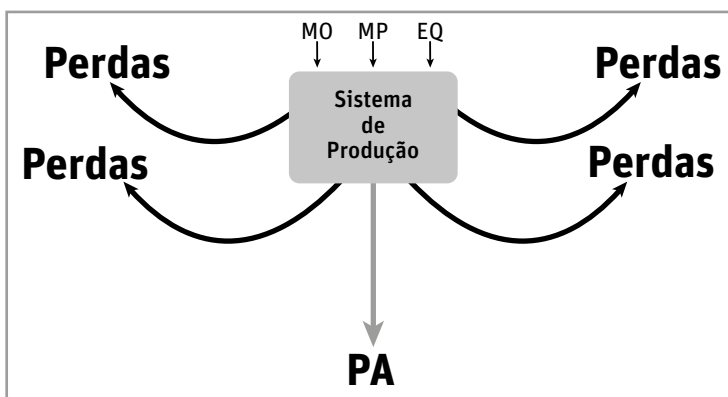 MO MP EQ
Perdas
Perdas
Sistema
de
Produção
Perdas
Perdas
PA